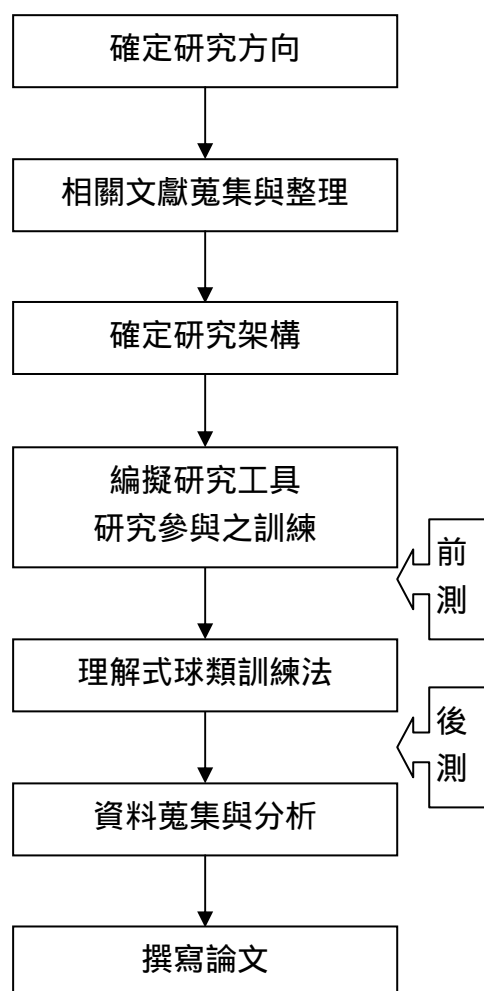 確定研究方向
相關文獻蒐集與整理
確定研究架構
編擬研究工具
研究參與之訓練
前測
理解式球類訓練法
後測
資料蒐集與分析
撰寫論文